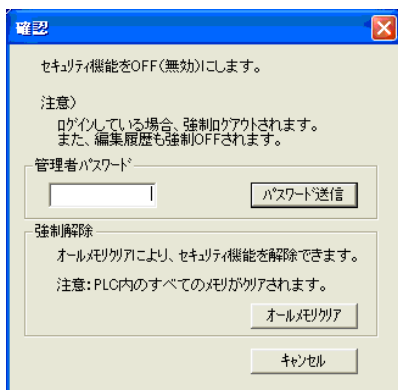 確認
セキュリティ機能をOFF(無効)にします。
注意)
ログインしている場合、強制ログアウトされます。
また、編集履歴も強制OFFされます。
管理者パスワード
パスワード送信
強制解除
オールメモリクリアにより、セキュリティ機能を解除できます。
注意:PLC内のすべてのメモリがクリアされます。
オールメモリクリア
キャンセル